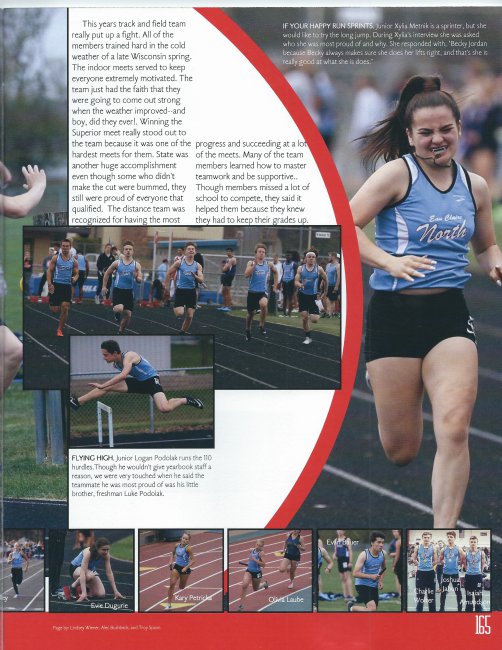 This years track and field team
really put up a fight. All of the
members trained hard in the cold
weather of a late Wisconsin spring.
The indoor meets served to keep
everyone extremely motivated. The
team just had the faith that they
were going to come out strong
when the weather improved--and
boy, did they ever!. Winning the
Superior meet really stood out to
the team because it was one of the
hardest meets for them. State was
another huge accomplishment
even though some who didn't
make the cut were bummed, they
still were proud of everyone that
qualified. The distance team was
recognized for having the most
progress and succeeding at a lot
of the meets. Many of the team
members learned how to master
teamwork and be supportive..
Though members missed a lot of
school to compete, they said it
helped them because they knew
they had to keep their grades up.
IF YOUR HAPPY RUN SPRINTS, Junior Xylia Metnik is a sprinter, but she
would like to try the long jump. During Xylia's interview she was asked
who she was most proud of and why. She responded with, "Becky Jordan
because Becky always makes sure she does her lifts right, and that's she is
really good at what she is does."
Eau Claire
North
FLYING HIGH, Junior Logan Podolak runs the 110
hurdles.Though he wouldn't give yearbook staff a
reason, we were very touched when he said the
teammate he was most proud of was his little
brother, freshman Luke Podolak.
ley
Evie Dugurie
Kary Petricka
Olivia Laube
Charlie
Joshua
Isaiah
Page by: Lindsey Wiener, Alec Bushbeck, and Troy Sisson
165